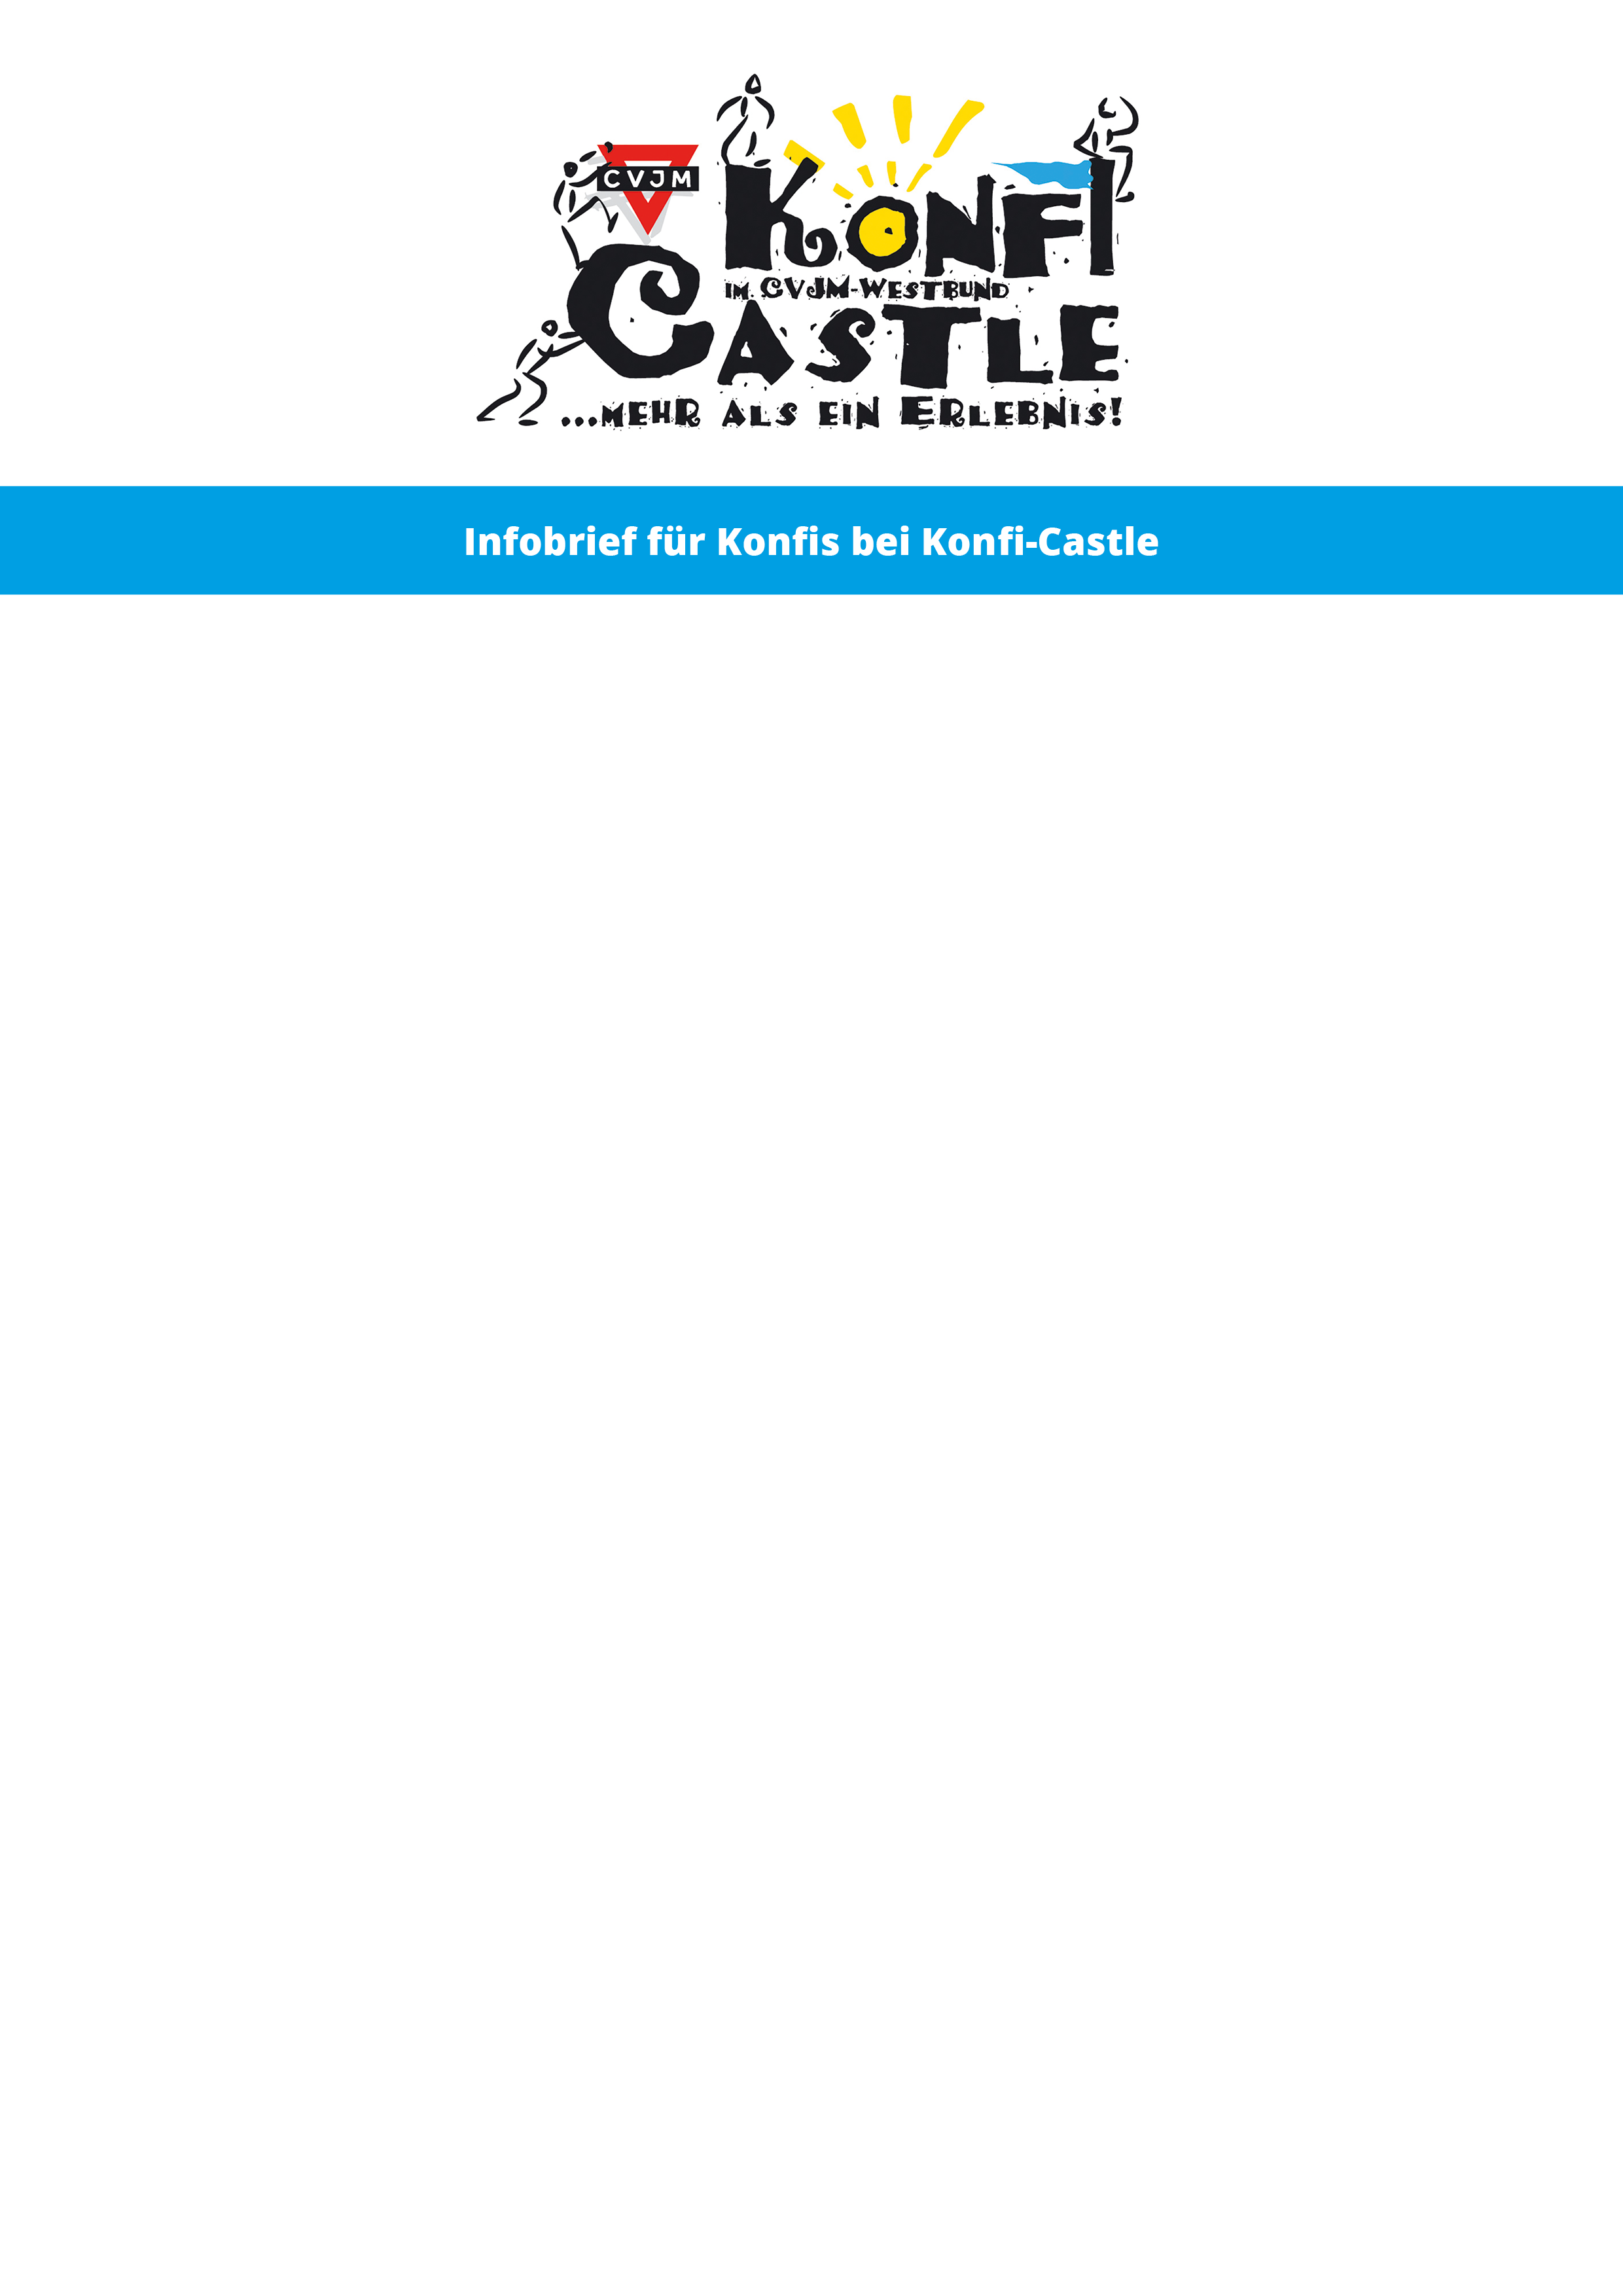 CVJM
KONFI
IM CVJM-WESTBUND
CASTLE
...MEHR ALS EIN ERLEBNIS!
Infobrief für Konfis bei Konfi-Castle